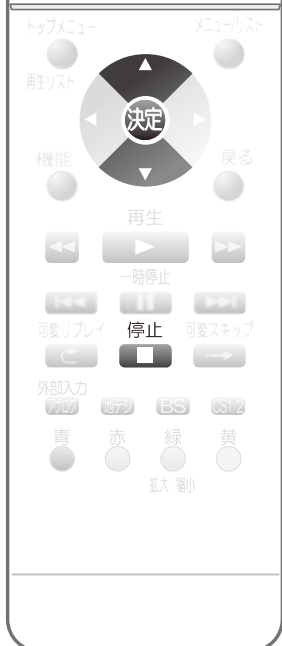 トップメニュー メニュー/リスト
再生リスト
決定
機能 戻る
再生
一時停止
可変リプレイ 停止 可変スキップ
外部入力
アナログ 地デジ BS CS1/2
青 赤 緑 黄
拡大/縮小